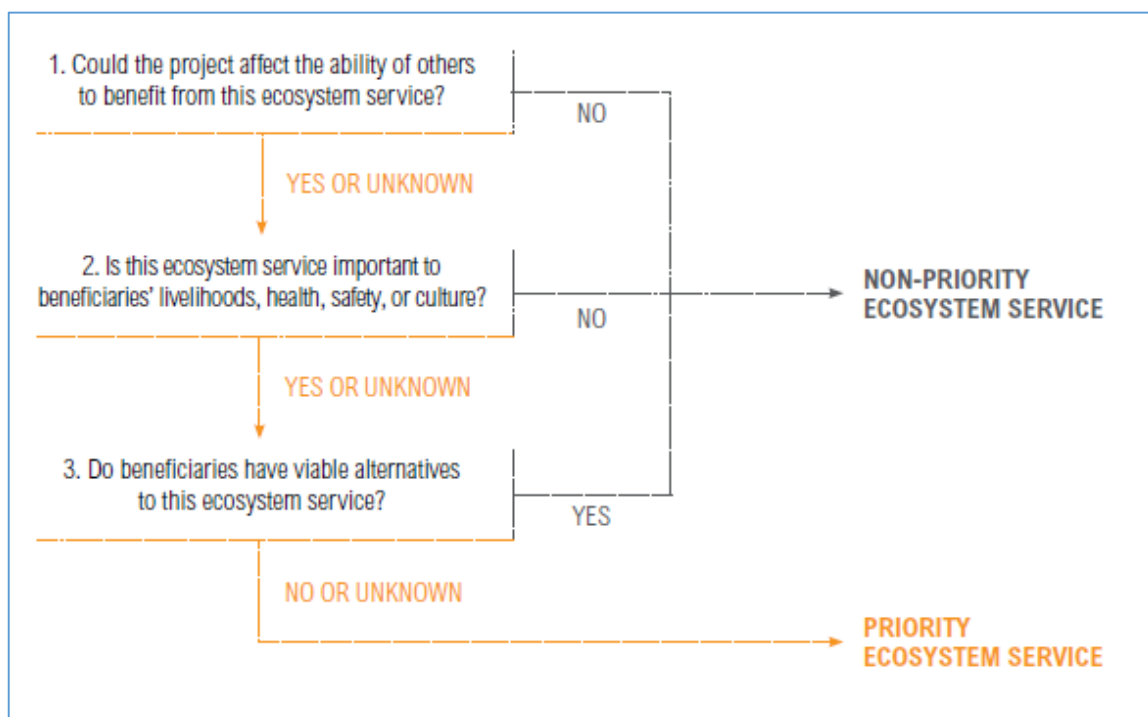 1. Could the project affect the ability of others
to benefit from this ecosystem service?
NO
YES OR UNKNOWN
2. Is this ecosystem service important to
beneficiaries’ livelihoods, health, safety, or culture?
NO
NON-PRIORITY
ECOSYSTEM SERVICE
YES OR UNKNOWN
3. Do beneficiaries have viable alternatives
to this ecosystem service?
YES
NO OR UNKNOWN
PRIORITY
ECOSYSTEM SERVICE